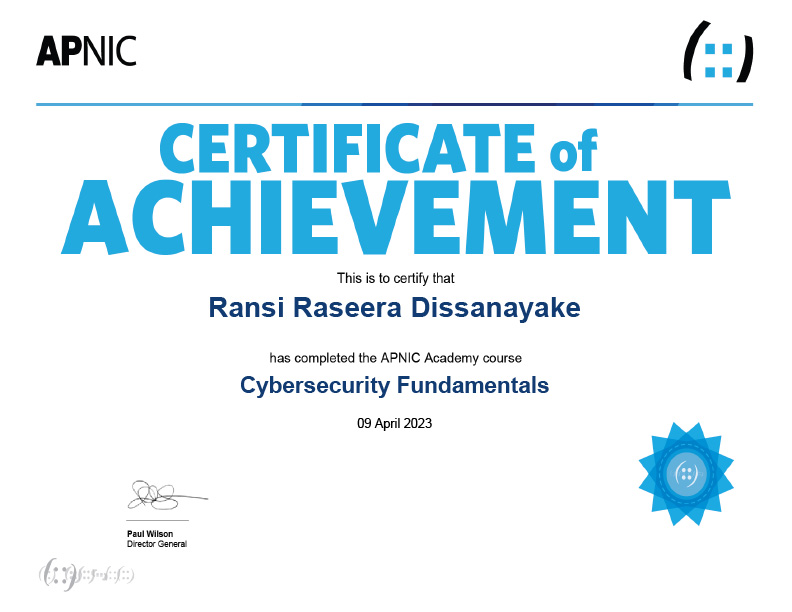 APNIC
(::)
CERTIFICATE of
ACHIEVEMENT
This is to certify that
Ransi Raseera Dissanayake
has completed the APNIC Academy course
Cybersecurity Fundamentals
09 April 2023
(::)
Paul Wilson
Director General